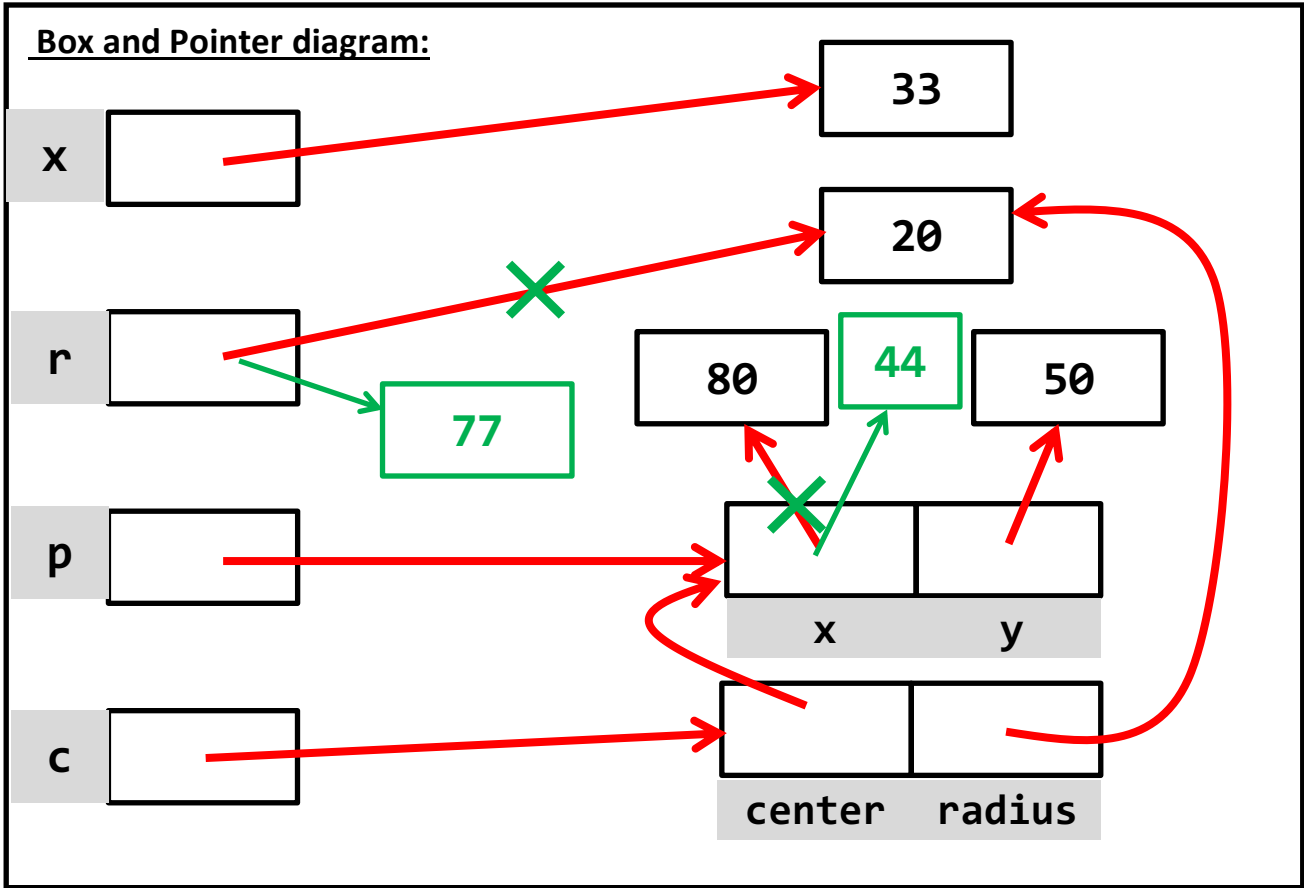 Box and Pointer diagram:
33
x
20
r
80
44
50
77
p
x y
c
center radius